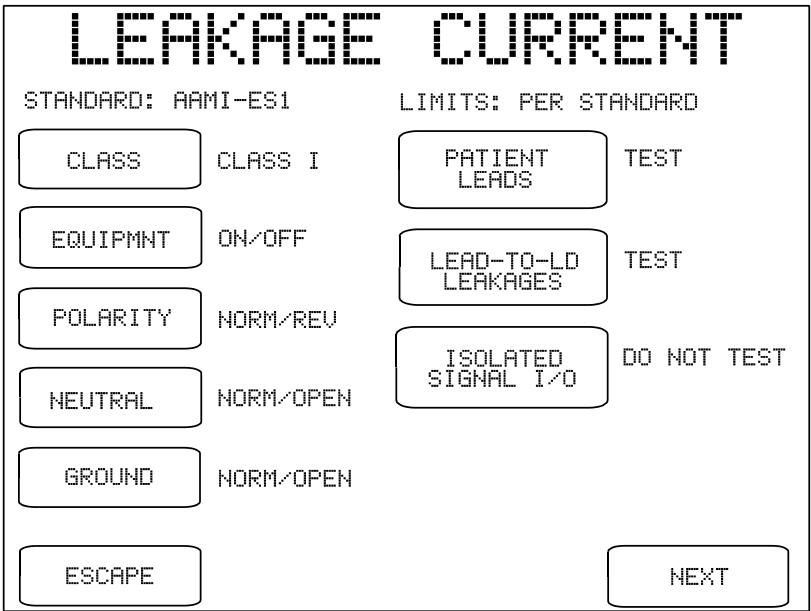 LEAKAGE CURRENT
STANDARD: AAMI-ES1
LIMITS: PER STANDARD
CLASS CLASS I
EQUIPMNT ON/OFF
POLARITY NORM/REV
NEUTRAL NORM/OPEN
GROUND NORM/OPEN
PATIENT
LEADS
TEST
LEAD-TO-LD
LEAKAGES
TEST
ISOLATED
SIGNAL I/O
DO NOT TEST
ESCAPE
NEXT